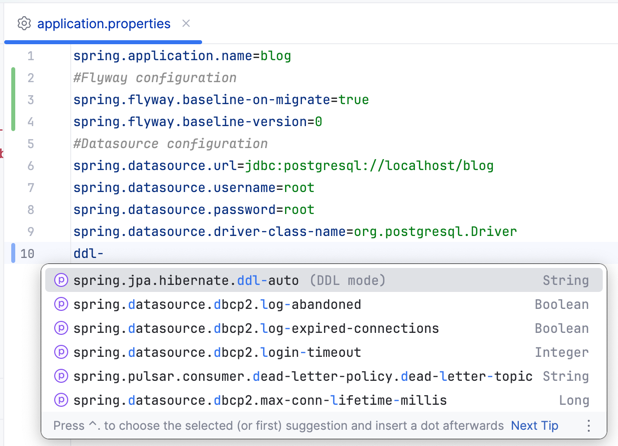 application.properties
1 spring.application.name=blog
2 #Flyway configuration
3 spring.flyway.baseline-on-migrate=true
4 spring.flyway.baseline-version=0
5 #Datasource configuration
6 spring.datasource.url=jdbc:postgresql://localhost/blog
7 spring.datasource.username=root
8 spring.datasource.password=root
9 spring.datasource.driver-class-name=org.postgresql.Driver
10 ddl-
spring.jpa.hibernate.ddl-auto (DDL mode) String
spring.datasource.dbcp2.log-abandoned Boolean
spring.datasource.dbcp2.log-expired-connections Boolean
spring.datasource.dbcp2.login-timeout Integer
spring.pulsar.consumer.dead-letter-policy.dead-letter-topic String
spring.datasource.dbcp2.max-conn-lifetime-millis Long
Press ^. to choose the selected (or first) suggestion and insert a dot afterwards Next Tip